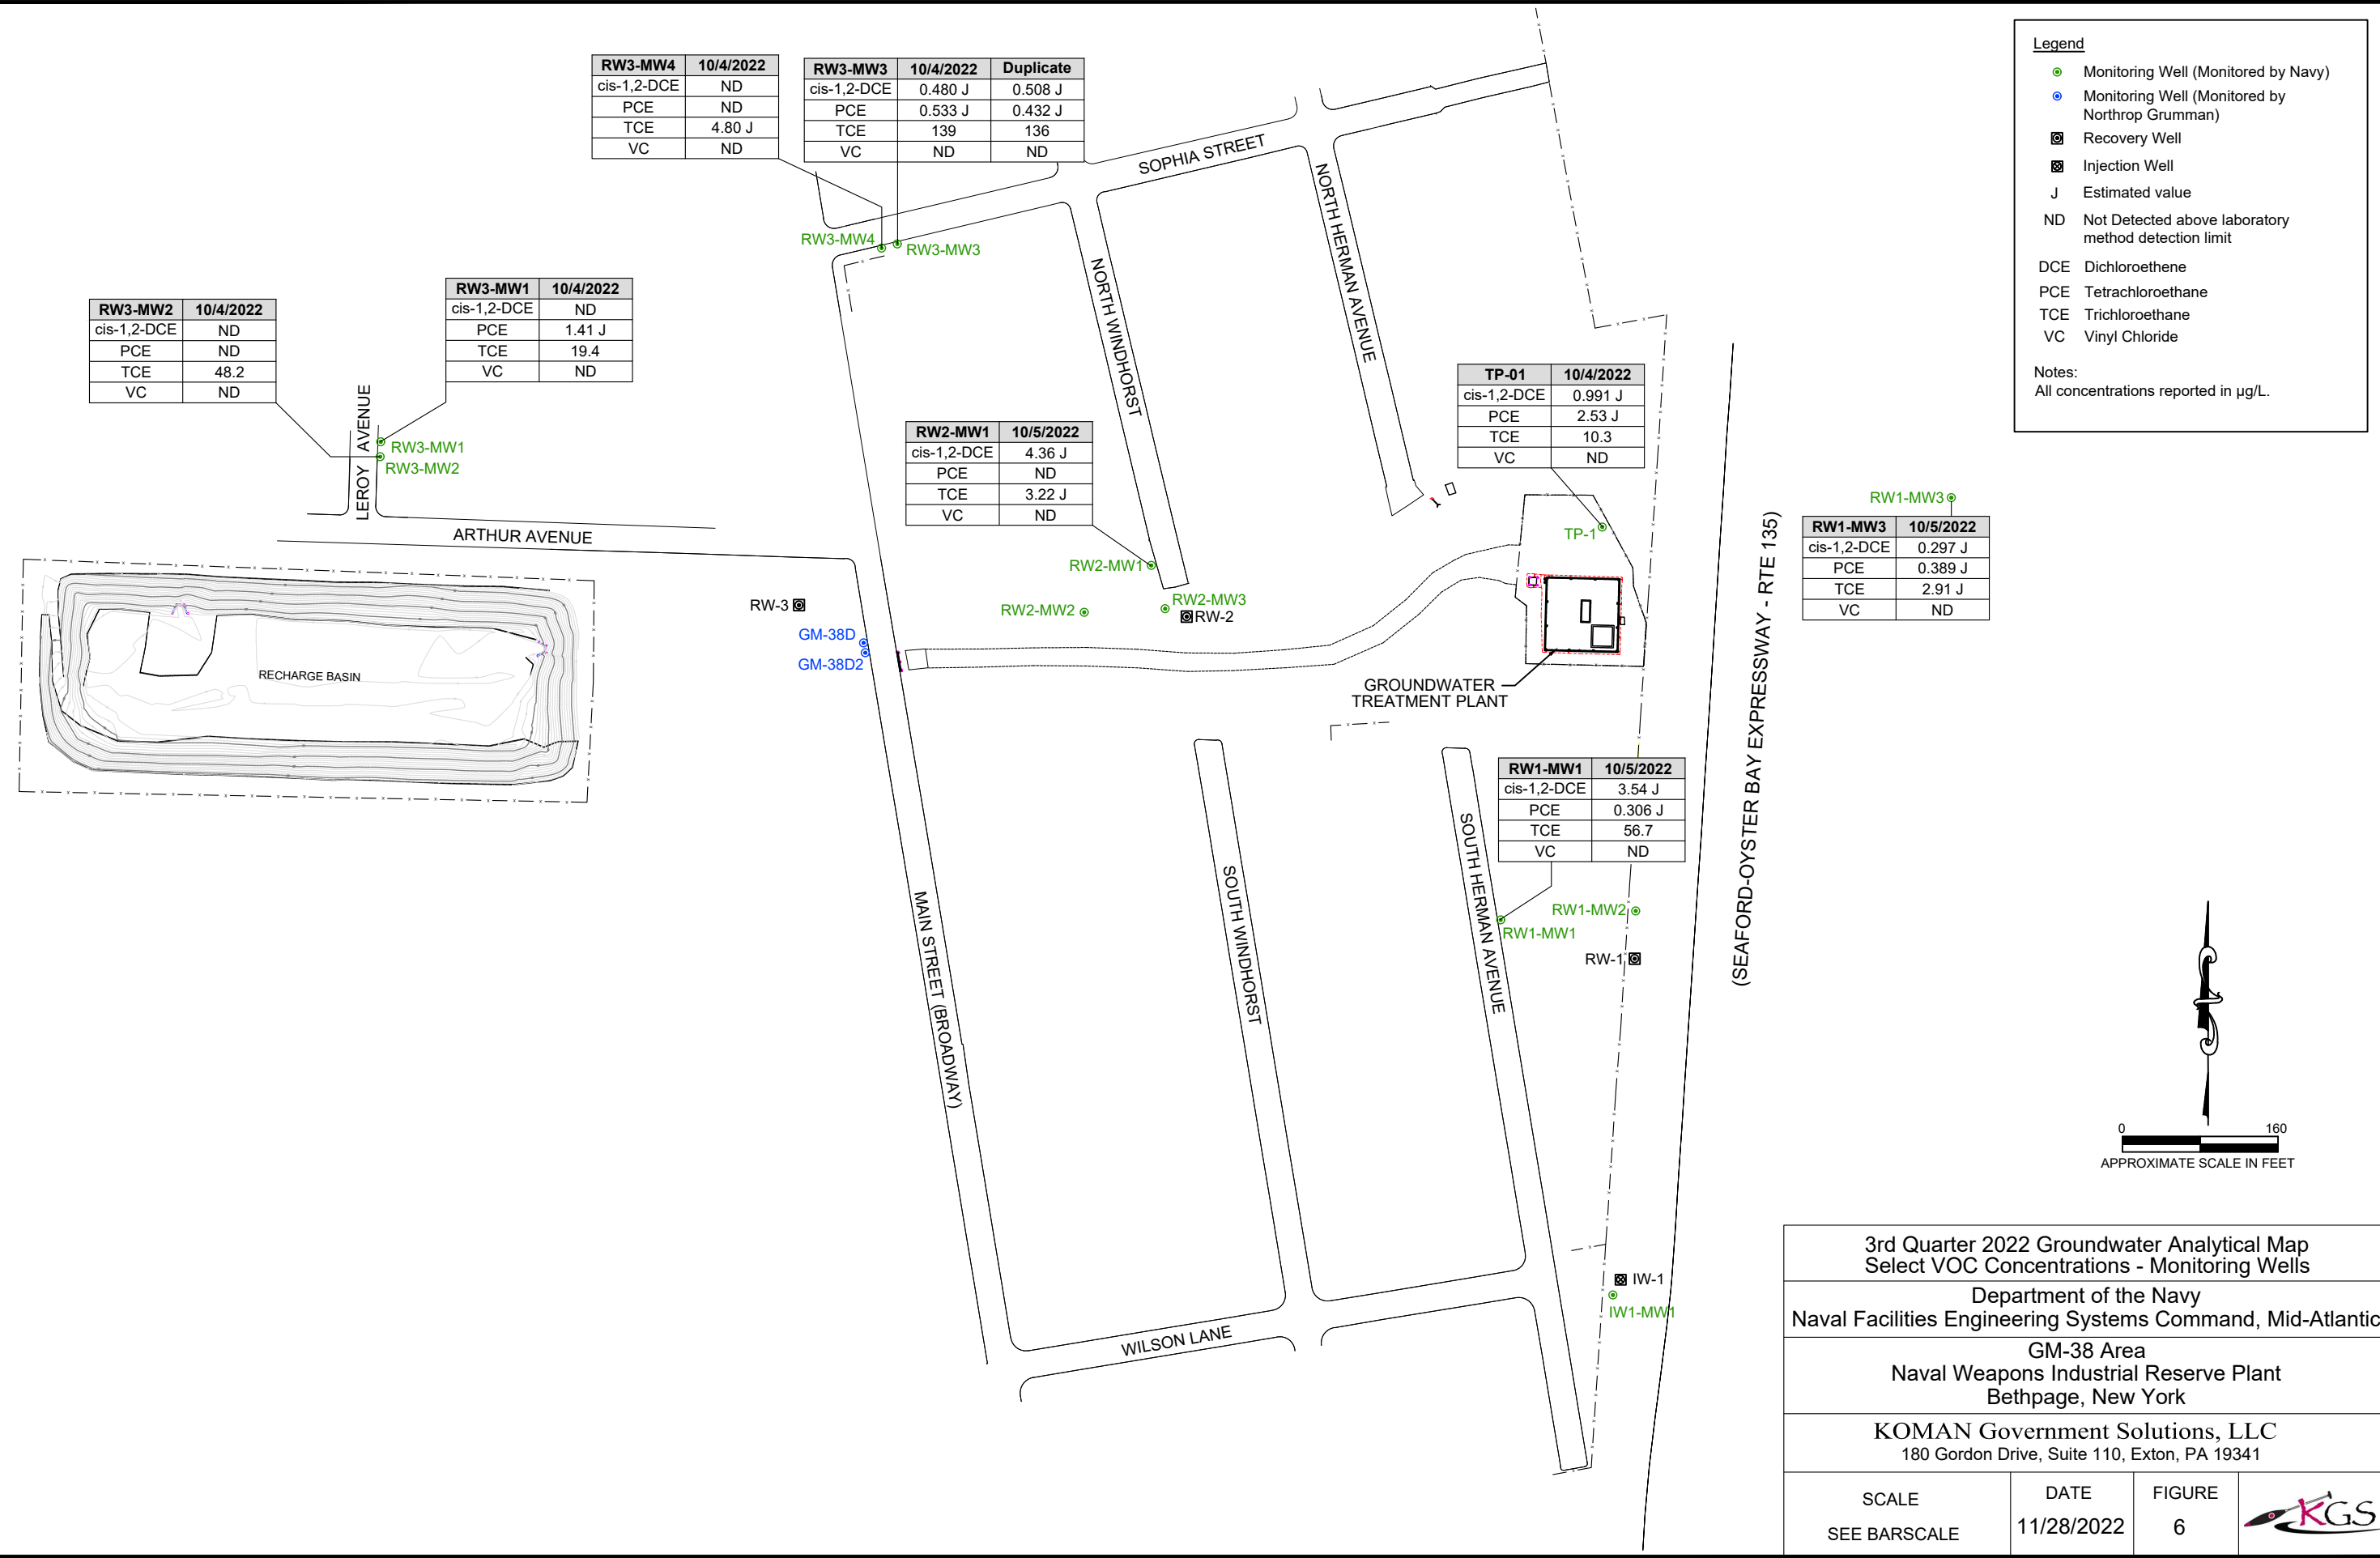 RW3-MW4 10/4/2022
cis-1,2-DCE ND
PCE ND
TCE 4.80 J
VC ND
RW3-MW3 10/4/2022 Duplicate
cis-1,2-DCE 0.480 J 0.508 J
PCE 0.533 J 0.432 J
TCE 139 136
VC ND ND
Legend
Monitoring Well (Monitored by Navy)
Monitoring Well (Monitored by
Northrop Grumman)
Recovery Well
Injection Well
J Estimated value
ND Not Detected above laboratory
method detection limit
DCE Dichloroethene
PCE Tetrachloroethane
TCE Trichloroethane
VC Vinyl Chloride
Notes:
All concentrations reported in µg/L.
SOPHIA STREET
NORTH HERMAN AVENUE
NORTH WINDHORST
RW3-MW4
RW3-MW3
RW3-MW2 10/4/2022
cis-1,2-DCE ND
PCE ND
TCE 48.2
VC ND
RW3-MW1 10/4/2022
cis-1,2-DCE ND
PCE 1.41 J
TCE 19.4
VC ND
LEROY AVENUE
RW3-MW1
RW3-MW2
ARTHUR AVENUE
RW2-MW1 10/5/2022
cis-1,2-DCE 4.36 J
PCE ND
TCE 3.22 J
VC ND
TP-01 10/4/2022
cis-1,2-DCE 0.991 J
PCE 2.53 J
TCE 10.3
VC ND
TP-1
RW1-MW3
RW1-MW3 10/5/2022
cis-1,2-DCE 0.297 J
PCE 0.389 J
TCE 2.91 J
VC ND
(SEAFORD-OYSTER BAY EXPRESSWAY - RTE 135)
RW2-MW1
RW2-MW2
RW2-MW3
RW-2
RW-3
GM-38D
GM-38D2
RECHARGE BASIN
GROUNDWATER
TREATMENT PLANT
RW1-MW1 10/5/2022
cis-1,2-DCE 3.54 J
PCE 0.306 J
TCE 56.7
VC ND
MAIN STREET (BROADWAY)
SOUTH WINDHORST
SOUTH HERMAN AVENUE
RW1-MW2
RW1-MW1
RW-1
IW-1
IW1-MW1
WILSON LANE
0 160
APPROXIMATE SCALE IN FEET
3rd Quarter 2022 Groundwater Analytical Map
Select VOC Concentrations - Monitoring Wells
Department of the Navy
Naval Facilities Engineering Systems Command, Mid-Atlantic
GM-38 Area
Naval Weapons Industrial Reserve Plant
Bethpage, New York
KOMAN Government Solutions, LLC
180 Gordon Drive, Suite 110, Exton, PA 19341
SCALE
SEE BARSCALE
DATE
11/28/2022
FIGURE
6
KGS